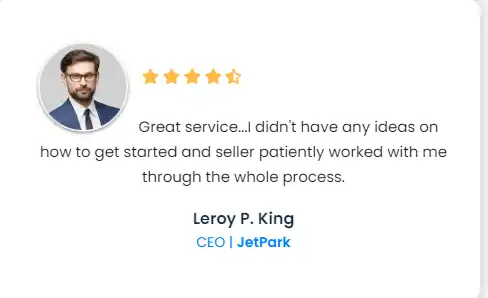 Great service...I didn't have any ideas on
how to get started and seller patiently worked with me
through the whole process.
Leroy P. King
CEO | JetPark